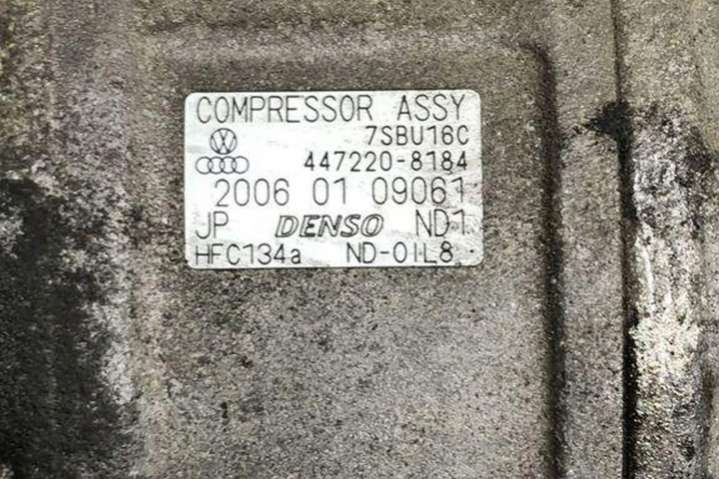 COMPRESSOR ASSY
7SBU16C
447220-8184
2006 01 09061
JP DENSO ND1
HFC134a ND-OIL8